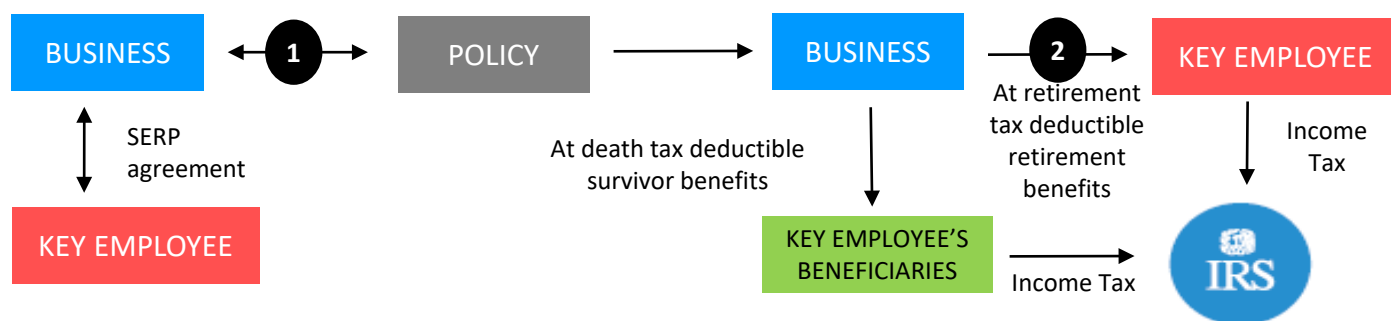 BUSINESS
1
POLICY
BUSINESS
2
KEY EMPLOYEE
SERP
agreement
At death tax deductible
survivor benefits
At retirement
tax deductible
retirement
benefits
Income
Tax
KEY EMPLOYEE
KEY EMPLOYEE’S
BENEFICIARIES
Income Tax
IRS